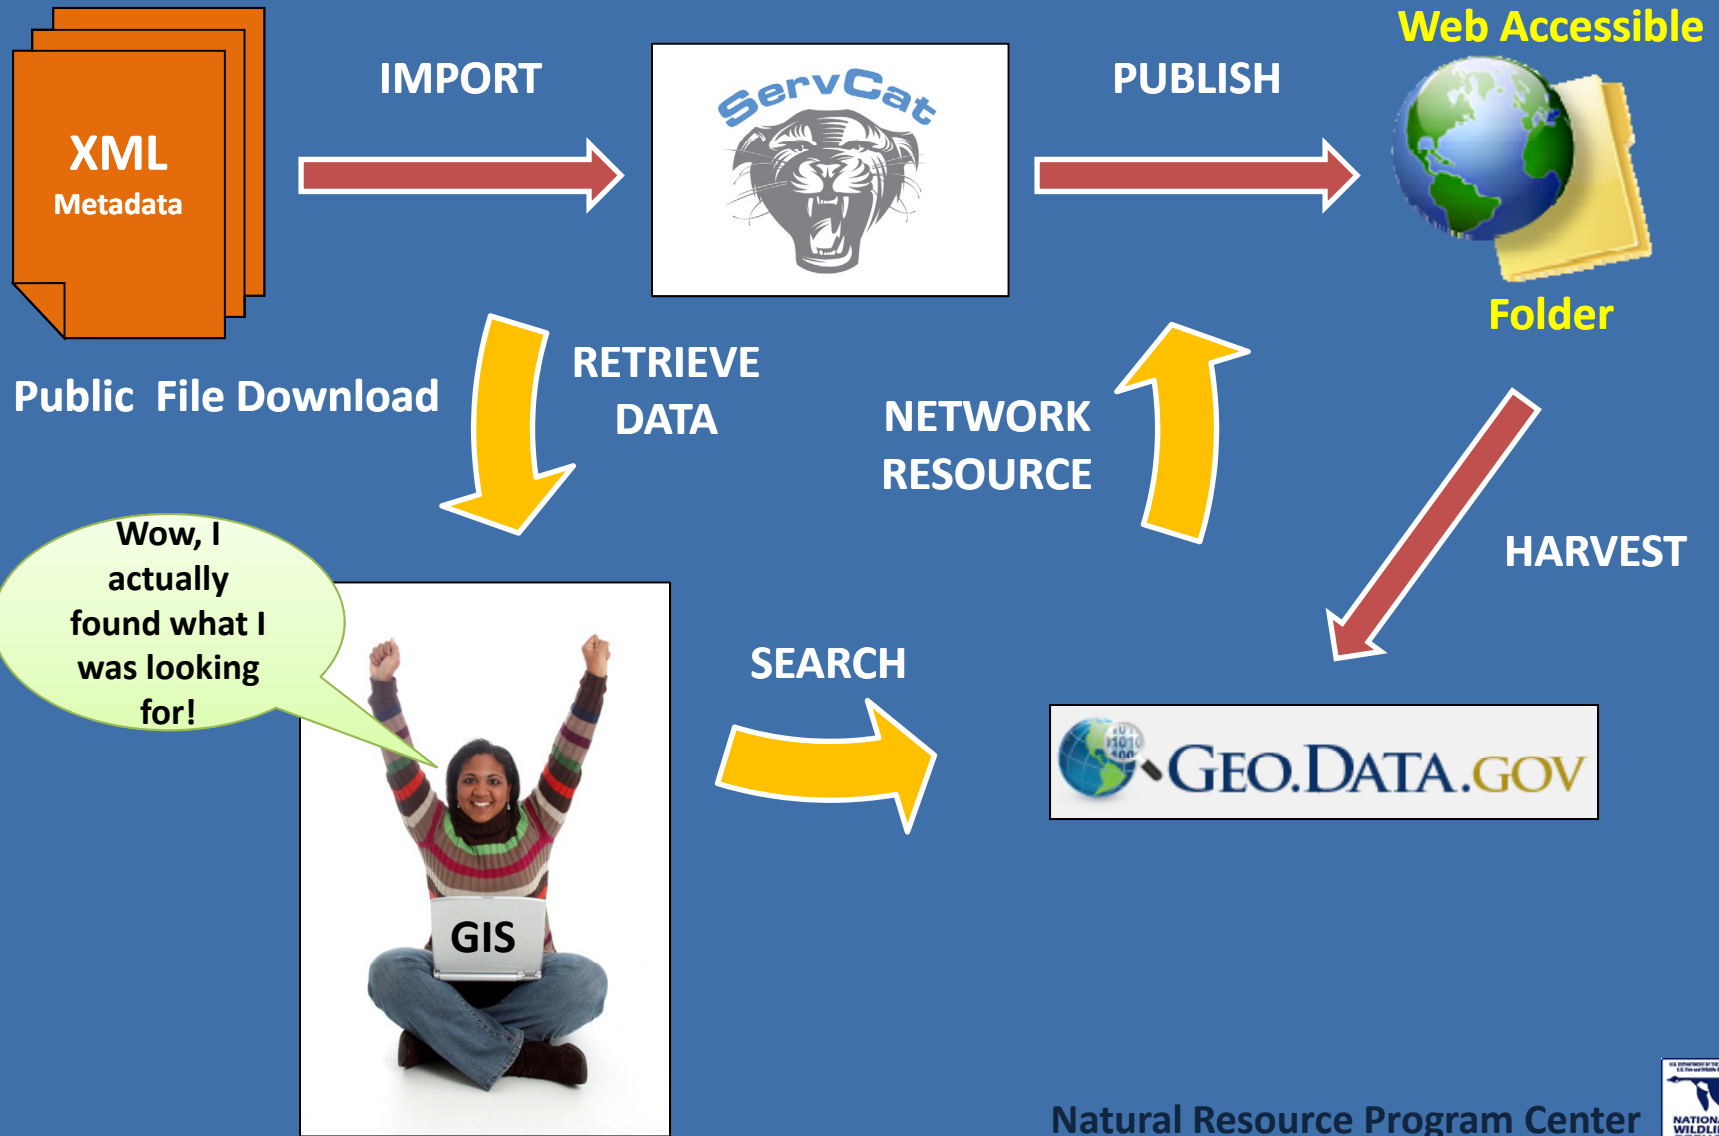 Web Accessible
IMPORT
PUBLISH
ServCat
XML
Metadata
Folder
RETRIEVE
DATA
Public File Download
NETWORK
RESOURCE
HARVEST
Wow, I
actually
found what I
was looking
for!
SEARCH
GEO.DATA.GOV
GIS
Natural Resource Program Center